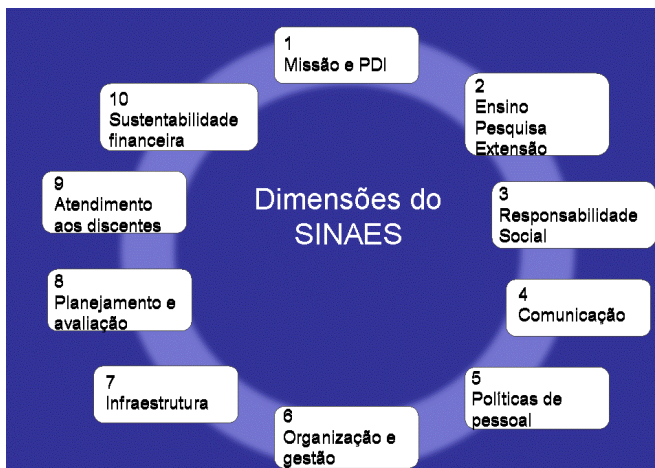 1
Missão e PDI
2
Ensino
Pesquisa
Extensão
3
Responsabilidade
Social
4
Comunicação
5
Políticas de
pessoal
6
Organização e
gestão
7
Infraestrutura
8
Planejamento e
avaliação
9
Atendimento
aos discentes
10
Sustentabilidade
financeira
Dimensões do
SINAES